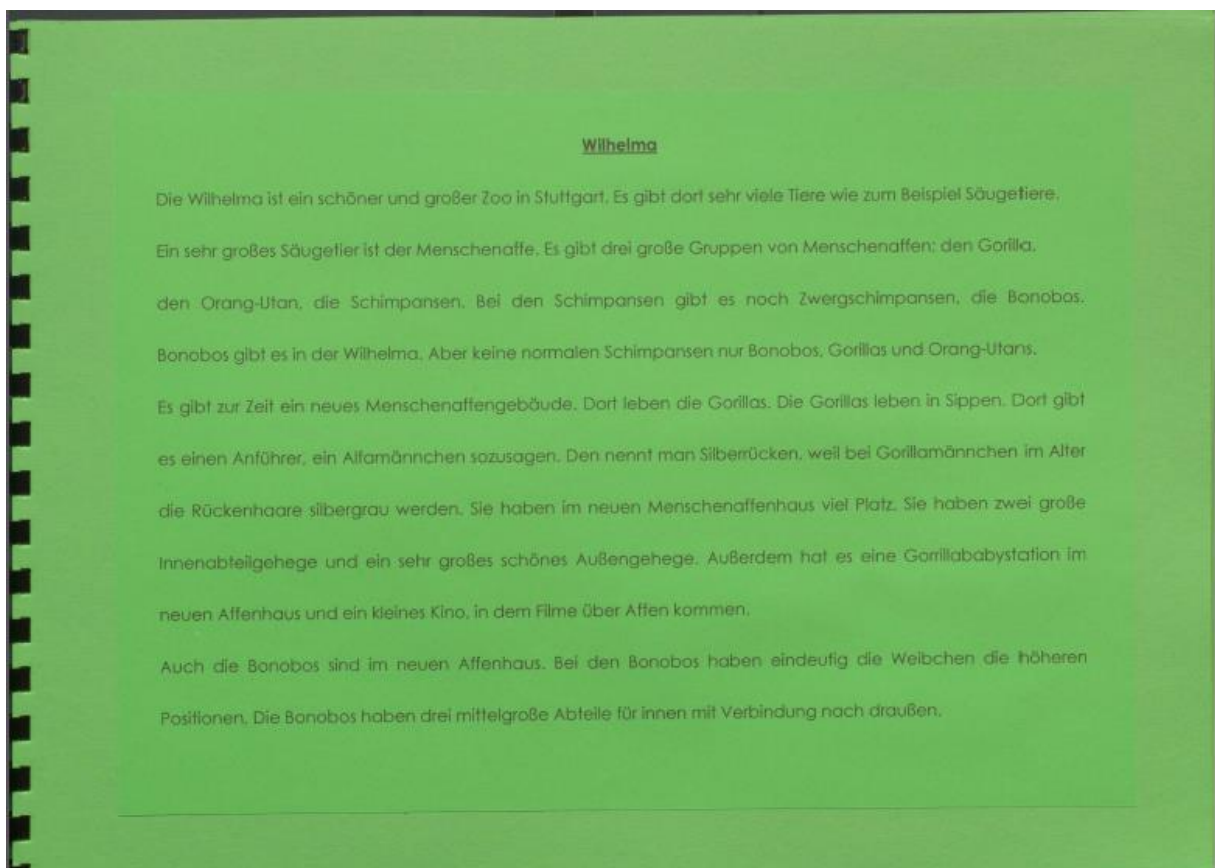 Wilhelma
Die Wilhelma ist ein schöner und großer Zoo in Stuttgart. Es gibt dort sehr viele Tiere wie zum Beispiel Säugetiere.
Ein sehr großes Säugetier ist der Menschenaffe. Es gibt drei große Gruppen von Menschenaffen: den Gorilla,
den Orang-Utan, die Schimpansen. Bei den Schimpansen gibt es noch Zwergschimpansen, die Bonobos.
Bonobos gibt es in der Wilhelma. Aber keine normalen Schimpansen nur Bonobos, Gorillas und Orang-Utans.
Es gibt zur Zeit ein neues Menschenaffengebäude. Dort leben die Gorillas. Die Gorillas leben in Sippen. Dort gibt
es einen Anführer, ein Alfamännchen sozusagen. Den nennt man Silberrücken, weil bei Gorillamännchen im Alter
die Rückenhaare silbergrau werden. Sie haben im neuen Menschenaffenhaus viel Platz. Sie haben zwei große
Innenabteilgehege und ein sehr großes schönes Außengehege. Außerdem hat es eine Gorrillababystation im
neuen Affenhaus und ein kleines Kino, in dem Filme über Affen kommen.
Auch die Bonobos sind im neuen Affenhaus. Bei den Bonobos haben eindeutig die Weibchen die höheren
Positionen. Die Bonobos haben drei mittelgroße Abteile für innen mit Verbindung nach draußen.